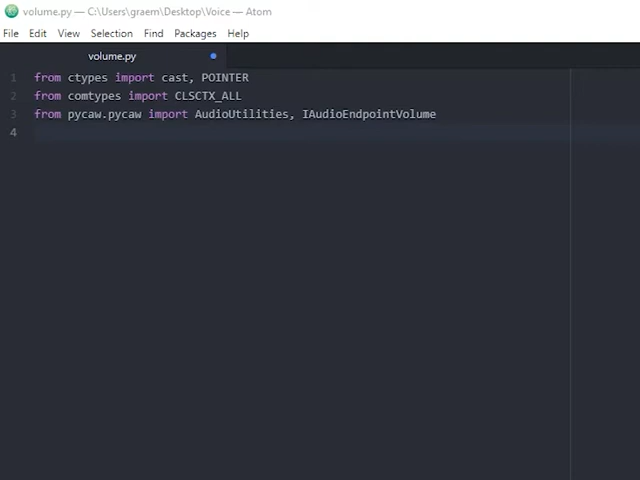 volume.py — C:\Users\graem\Desktop\Voice — Atom
File Edit View Selection Find Packages Help
volume.py
1 from ctypes import cast, POINTER
2 from comtypes import CLSCTX_ALL
3 from pycaw.pycaw import AudioUtilities, IAudioEndpointVolume
4